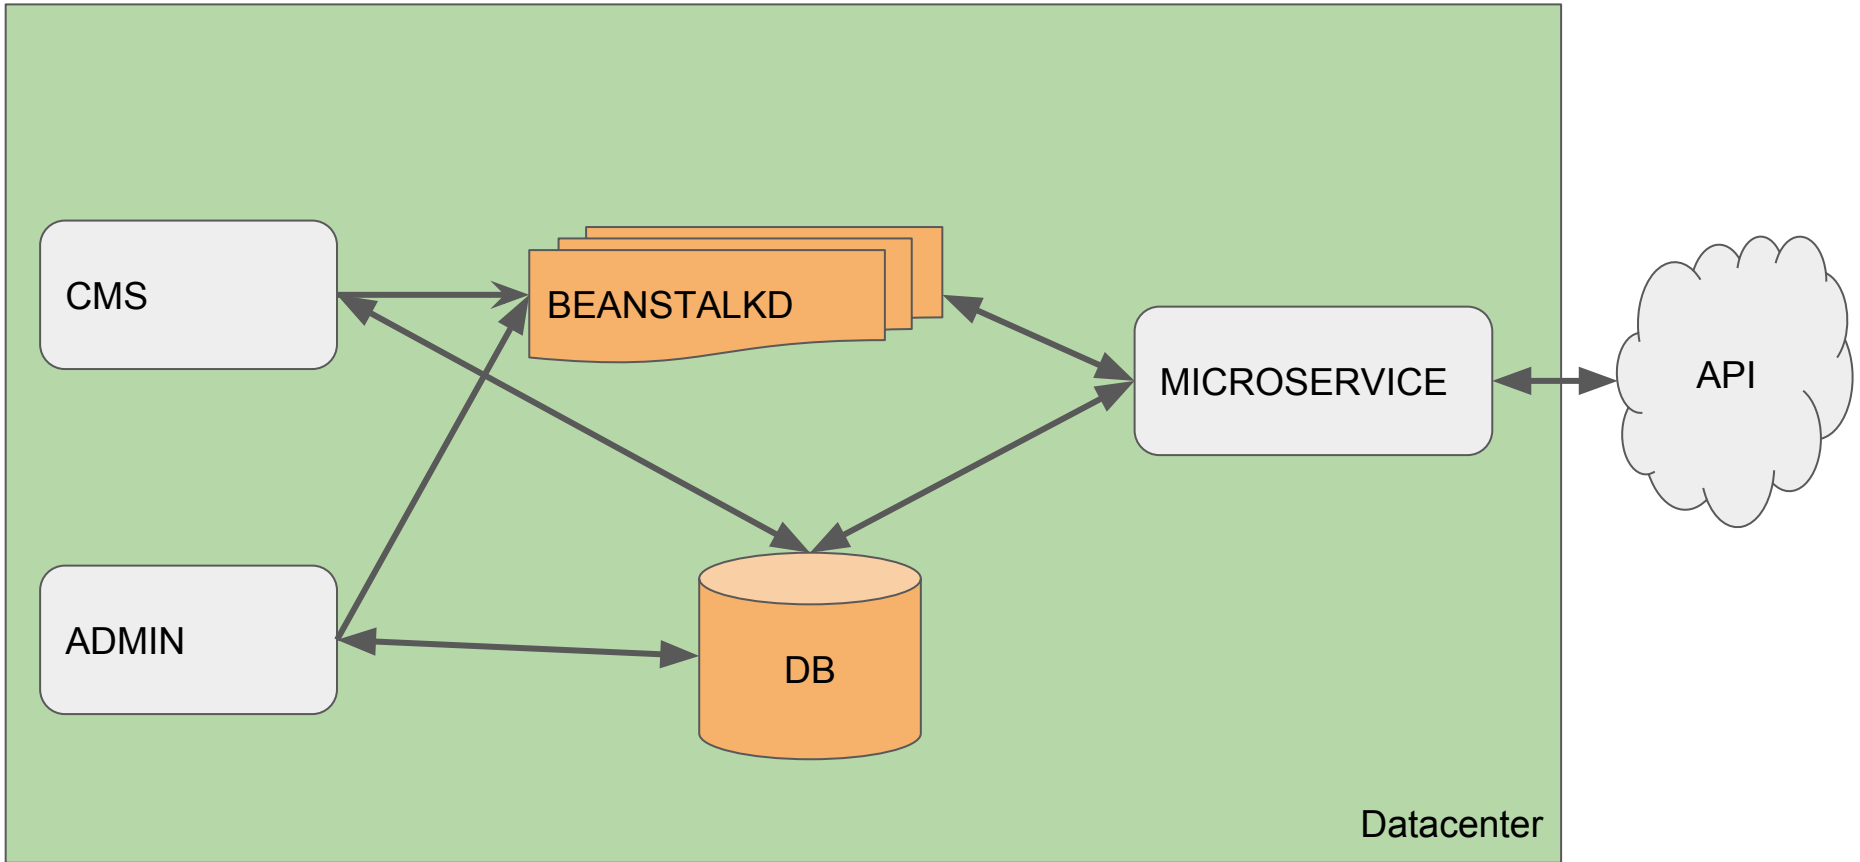 CMS
BEANSTALKD
MICROSERVICE
API
ADMIN
DB
Datacenter